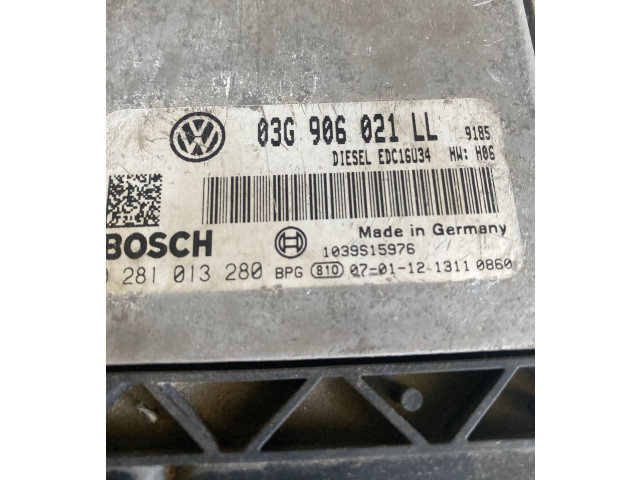 03G 906 021 LL 9185
DIESEL EDC16U34 HW: H06
BOSCH
Made in Germany
1039S15976
281 013 280 BPG 810 07-01-12-1311 0860